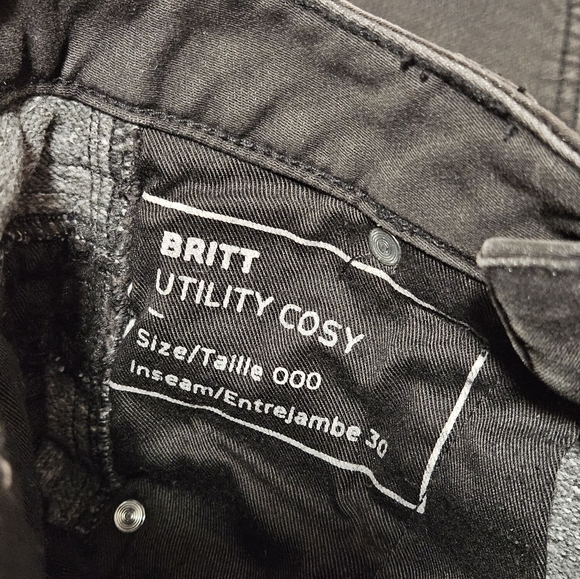 BRITT
UTILITY COSY
–
Size/Taille 000
Inseam/Entrejambe 30